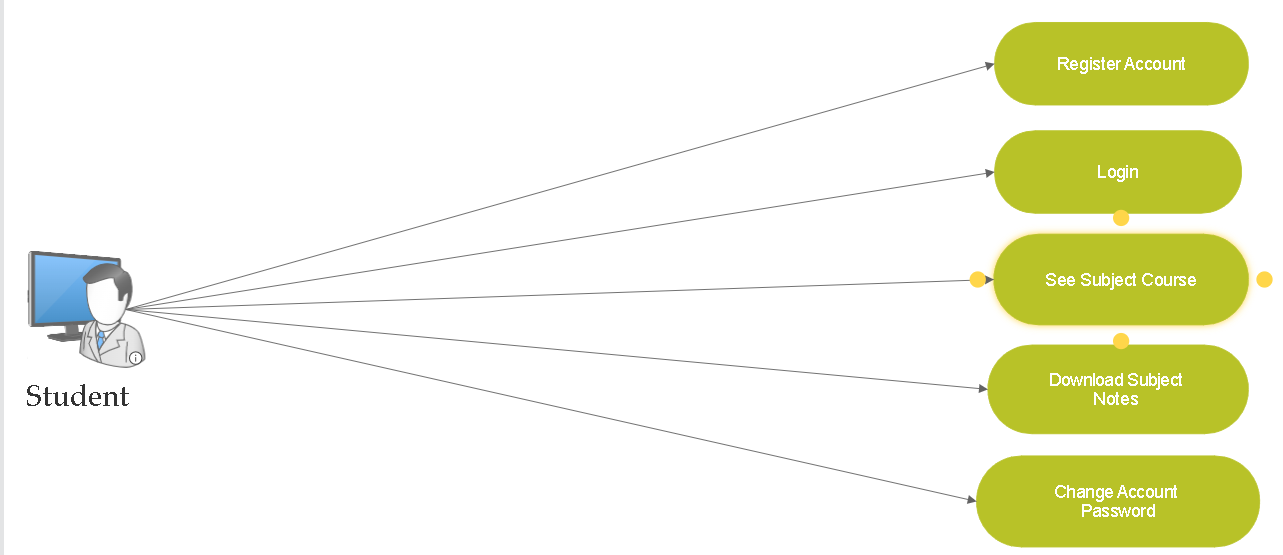 Register Account
Login
See Subject Course
Student
Download Subject
Notes
Change Account
Password